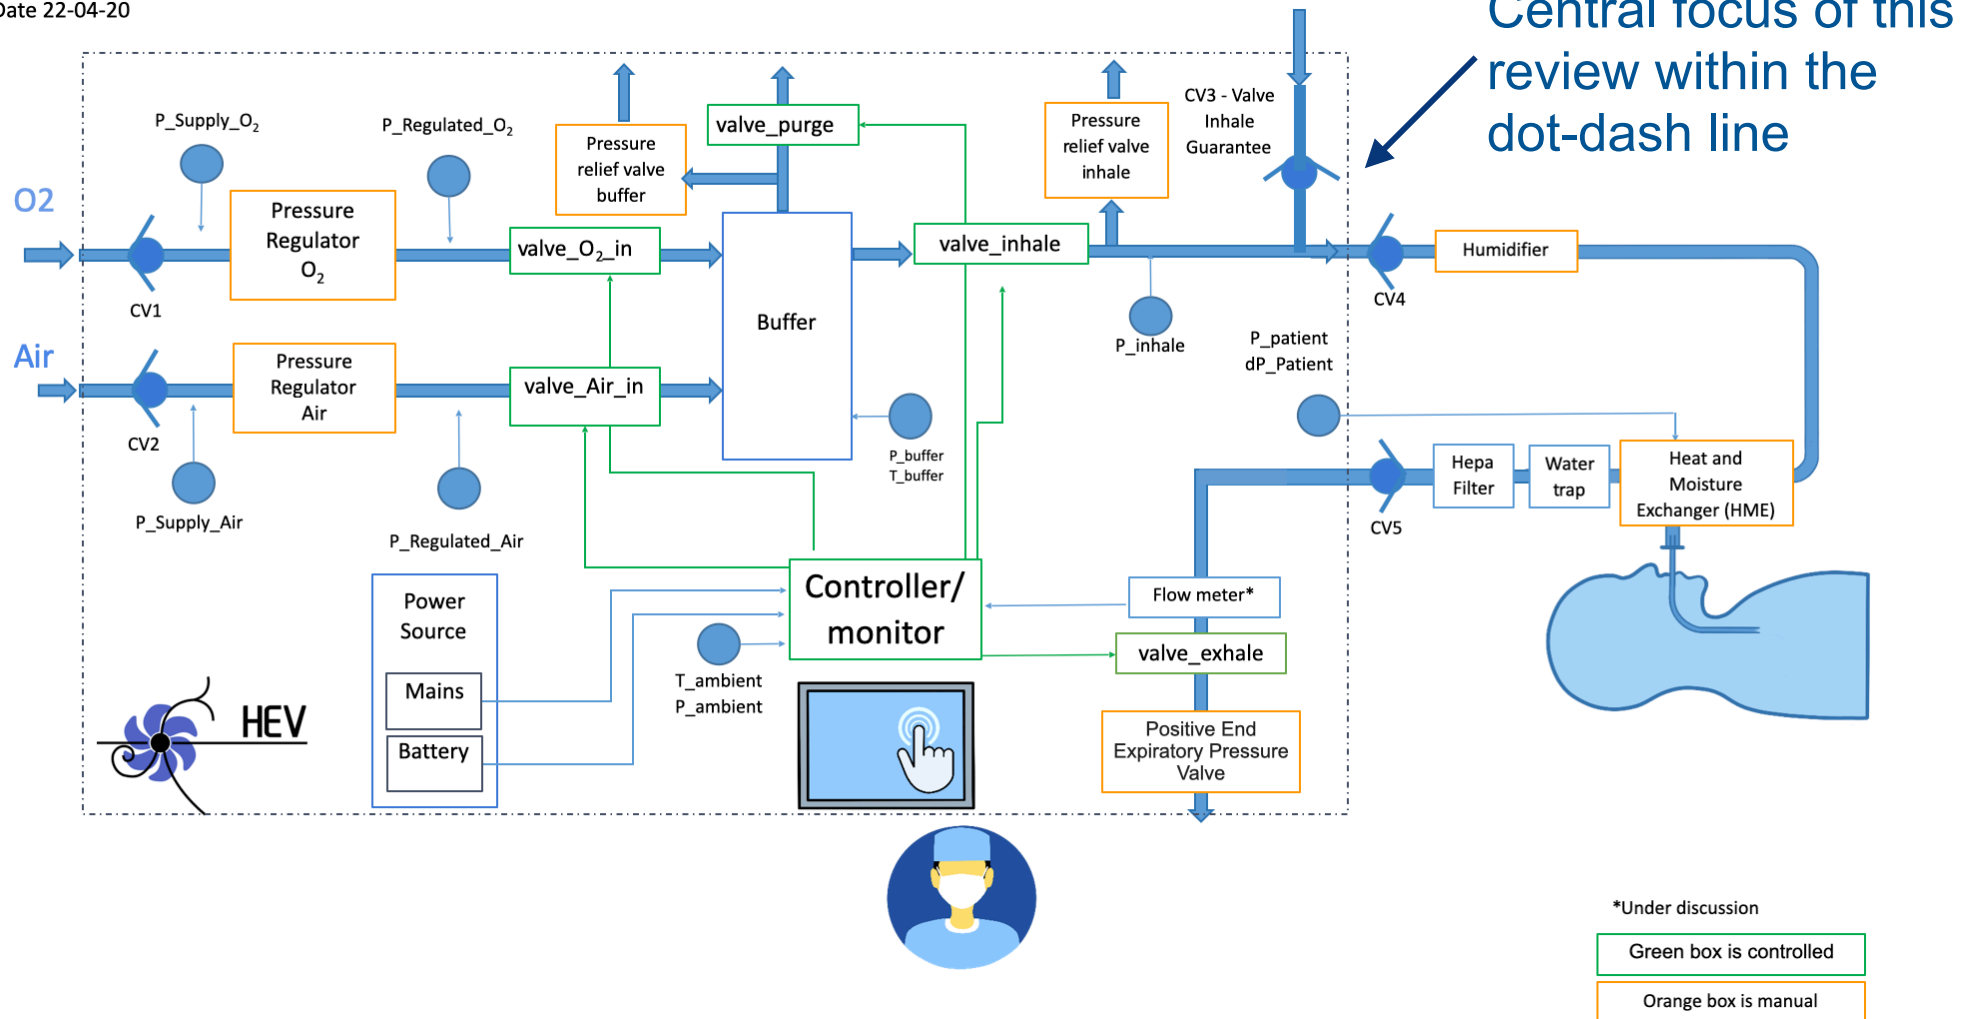 Date 22-04-20
Central focus of this
review within the
dot-dash line
P_Supply_O₂
P_Regulated_O₂
Pressure
relief valve
buffer
valve_purge
Pressure
relief valve
inhale
CV3 - Valve
Inhale
Guarantee
O2
CV1
Pressure
Regulator
O₂
valve_O₂_in
valve_inhale
CV4
Humidifier
Buffer
P_inhale
P_patient
dP_Patient
Air
CV2
Pressure
Regulator
Air
valve_Air_in
P_buffer
T_buffer
P_Supply_Air
P_Regulated_Air
CV5
Hepa
Filter
Water
trap
Heat and
Moisture
Exchanger (HME)
Power
Source
Mains
Battery
Controller/
monitor
Flow meter*
valve_exhale
T_ambient
P_ambient
Positive End
Expiratory Pressure
Valve
HEV
*Under discussion
Green box is controlled
Orange box is manual